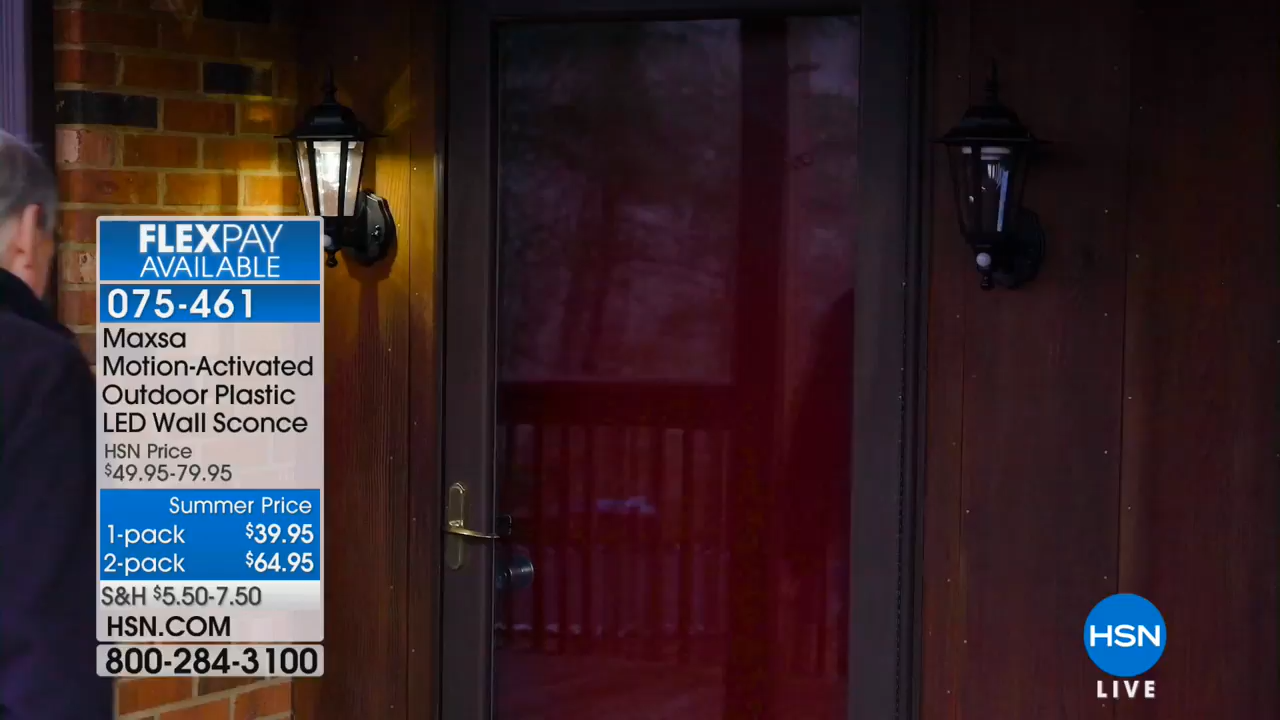 FLEXPAY
AVAILABLE
075-461
Maxsa
Motion-Activated
Outdoor Plastic
LED Wall Sconce
HSN Price
$49.95-79.95
Summer Price
1-pack $39.95
2-pack $64.95
S&H $5.50-7.50
HSN.COM
800-284-3100
HSN
LIVE